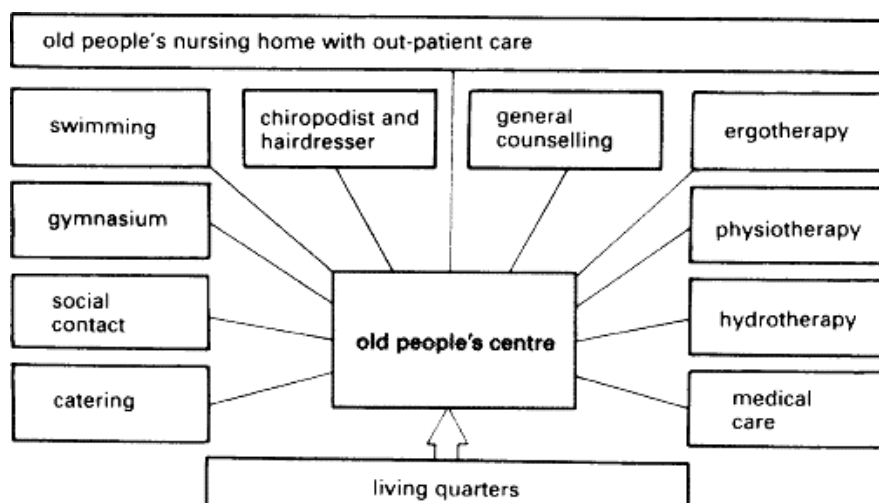 old people's nursing home with out-patient care
swimming
chiropodist and
hairdresser
general
counselling
ergotherapy
gymnasium
physiotherapy
social
contact
old people's centre
hydrotherapy
catering
medical
care
living quarters